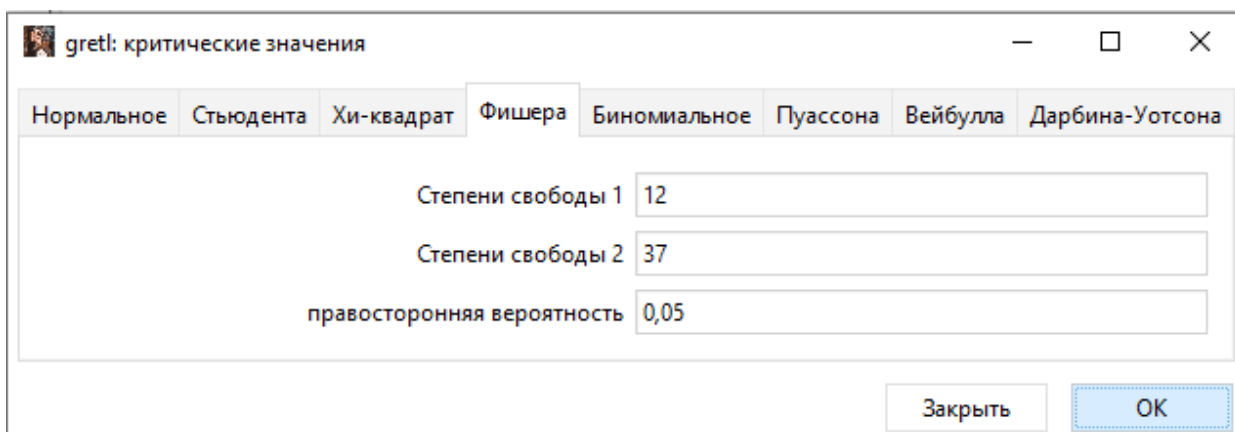 gretl: критические значения
Нормальное Стьюдента Хи-квадрат Фишера Биномиальное Пуассона Вейбулла Дарбина-Уотсона
Степени свободы 1 12
Степени свободы 2 37
правосторонняя вероятность 0,05
Закрыть ОК